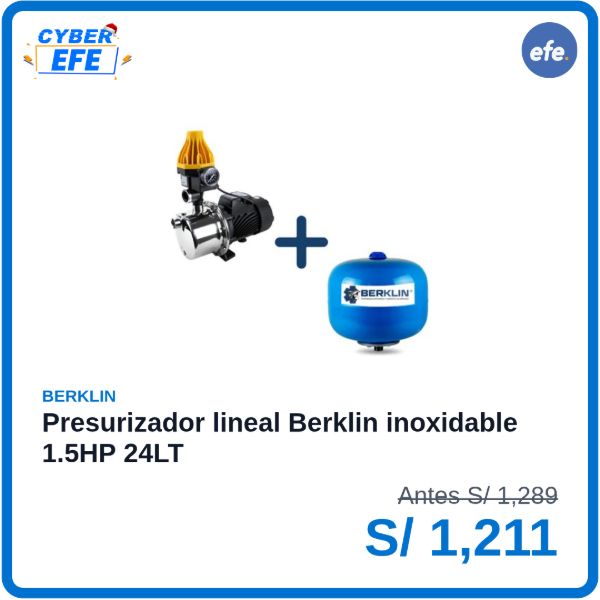 CYBER
EFE
efe.
BERKLIN®
BERKLIN
Presurizador lineal Berklin inoxidable
1.5HP 24LT
Antes S/ 1,289
S/ 1,211